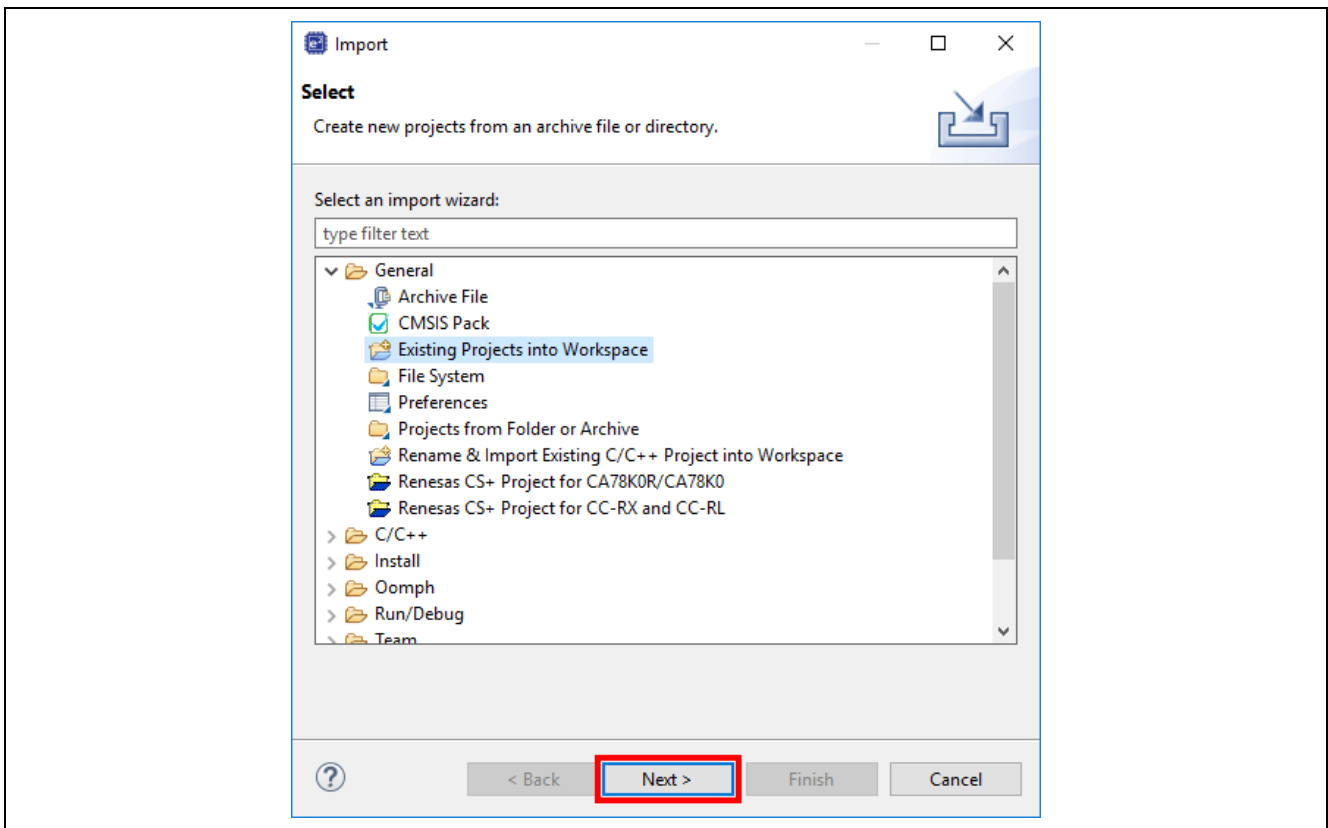 Import
Select
Create new projects from an archive file or directory.
Select an import wizard:
type filter text
General
Archive File
CMSIS Pack
Existing Projects into Workspace
File System
Preferences
Projects from Folder or Archive
Rename & Import Existing C/C++ Project into Workspace
Renesas CS+ Project for CA78K0R/CA78K0
Renesas CS+ Project for CC-RX and CC-RL
C/C++
Install
Oomph
Run/Debug
Team
? < Back Next > Finish Cancel